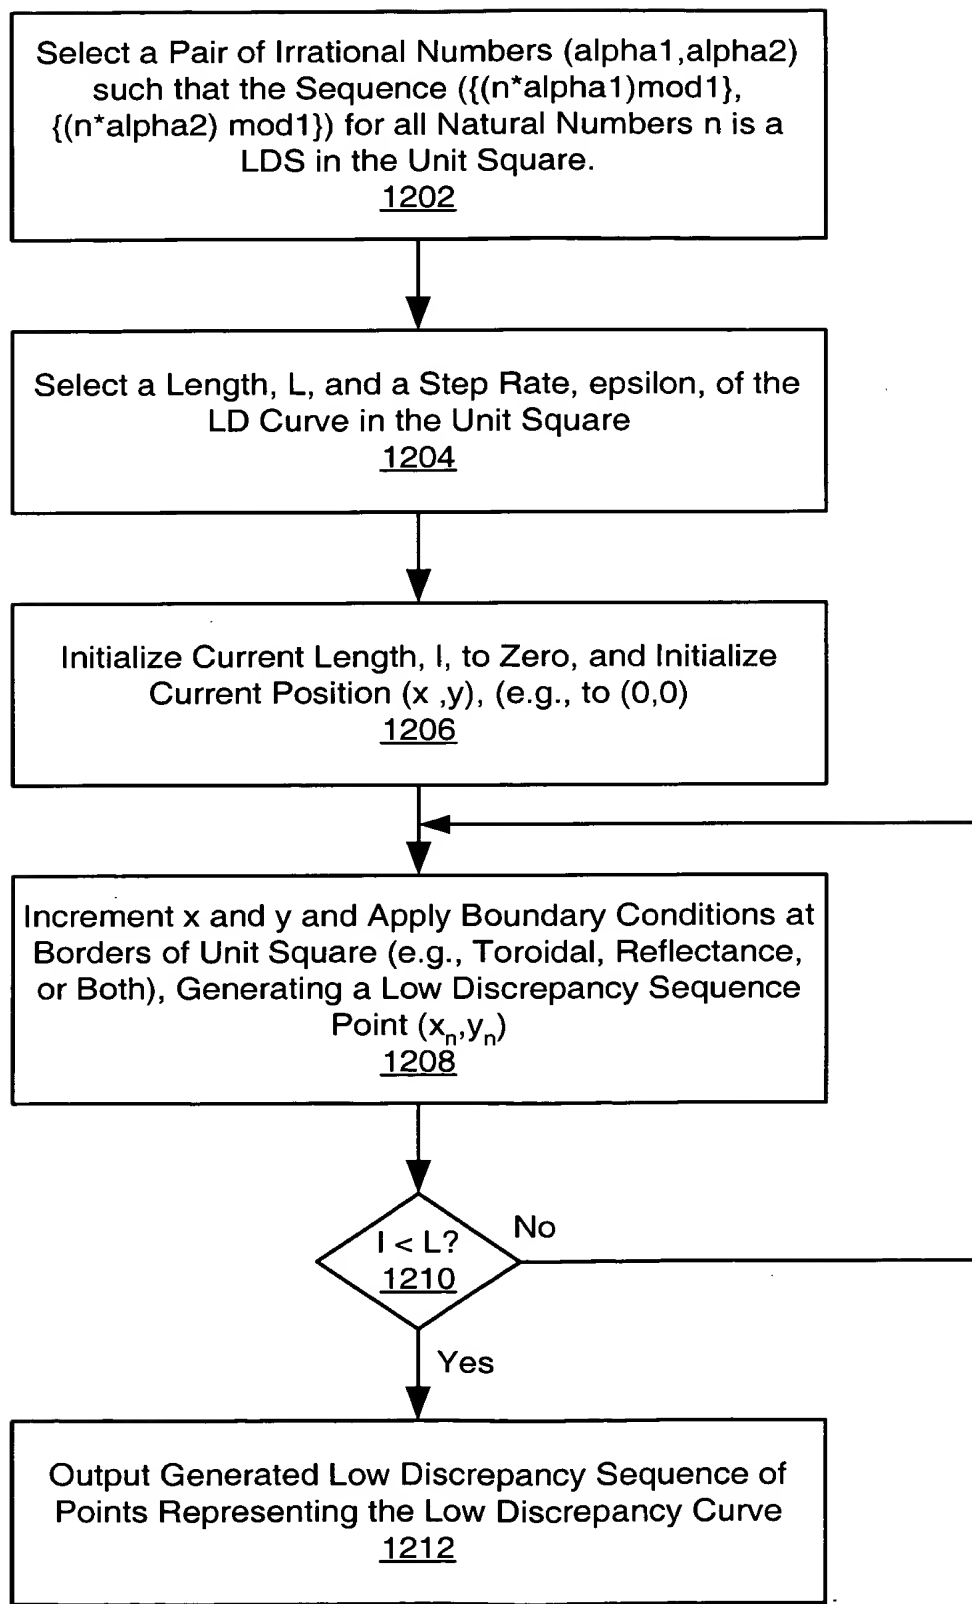 Select a Pair of Irrational Numbers (alpha1,alpha2)
such that the Sequence ({(n*alpha1)mod1},
{(n*alpha2) mod1}) for all Natural Numbers n is a
LDS in the Unit Square.
1202
Select a Length, L, and a Step Rate, epsilon, of the
LD Curve in the Unit Square
1204
Initialize Current Length, l, to Zero, and Initialize
Current Position (x ,y), (e.g., to (0,0)
1206
Increment x and y and Apply Boundary Conditions at
Borders of Unit Square (e.g., Toroidal, Reflectance,
or Both), Generating a Low Discrepancy Sequence
Point (xn,yn)
1208
l < L?
1210
No
Yes
Output Generated Low Discrepancy Sequence of
Points Representing the Low Discrepancy Curve
1212